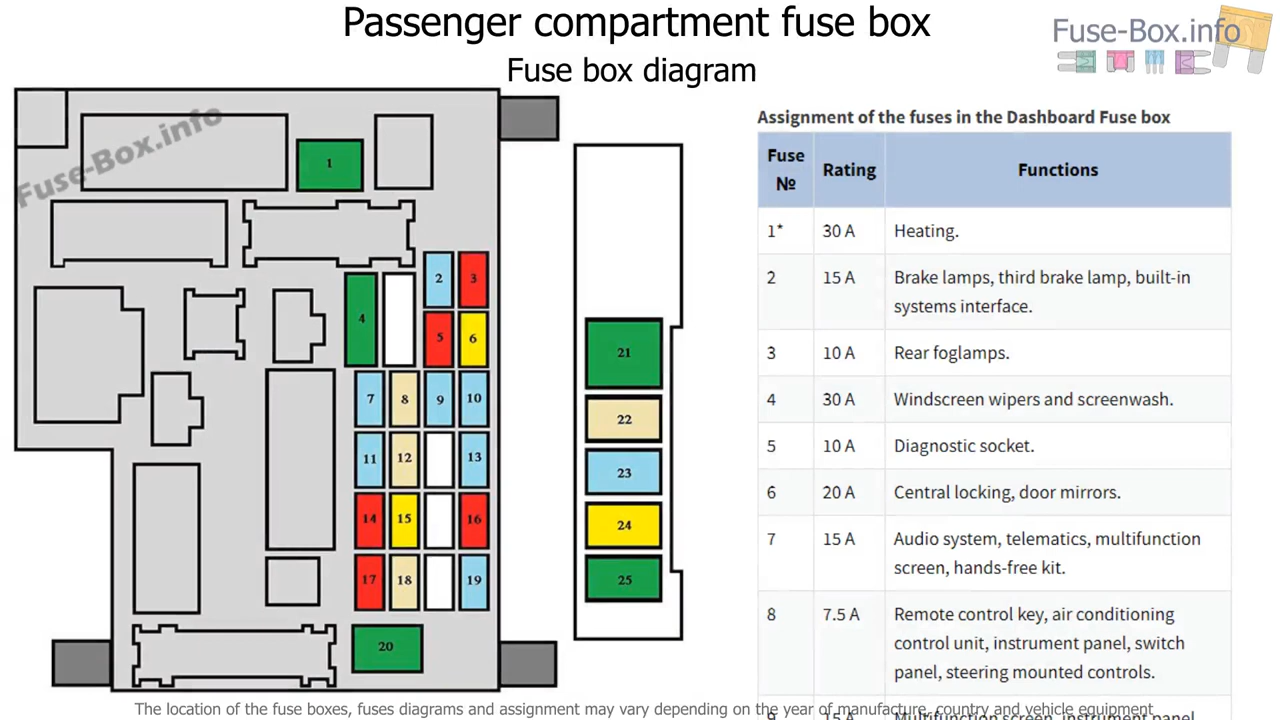 Passenger compartment fuse box
Fuse box diagram
Fuse-Box.info
Fuse-Box.info
Assignment of the fuses in the Dashboard Fuse box
Fuse № Rating Functions
1* 30 A Heating.
2 15 A Brake lamps, third brake lamp, built-in
systems interface.
3 10 A Rear foglamps.
4 30 A Windscreen wipers and screenwash.
5 10 A Diagnostic socket.
6 20 A Central locking, door mirrors.
7 15 A Audio system, telematics, multifunction
screen, hands-free kit.
8 7.5 A Remote control key, air conditioning
control unit, instrument panel, switch
panel, steering mounted controls.
9 15 A Multifunction screen, instrument panel
1
2 3
4
5 6
7 8 9 10
11 12 13
14 15 16
17 18 19
20
21
22
23
24
25
The location of the fuse boxes, fuses diagrams and assignment may vary depending on the year of manufacture, country and vehicle equipment